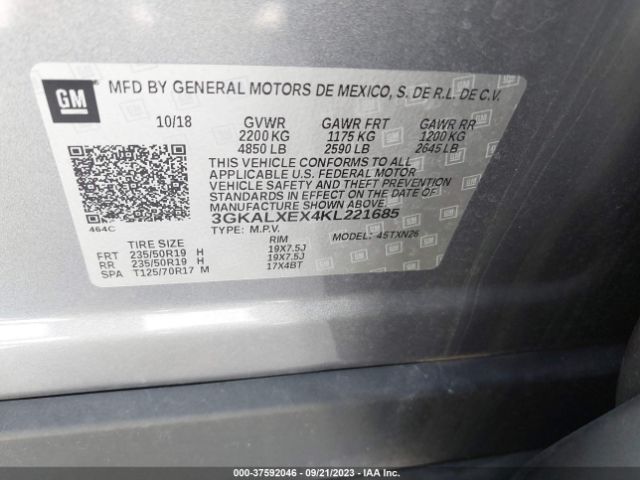 GM
MFD BY GENERAL MOTORS DE MEXICO, S. DE R.L. DE C.V.
10/18 GVWR GAWR FRT GAWR RR
2200 KG 1175 KG 1200 KG
4850 LB 2590 LB 2645 LB
THIS VEHICLE CONFORMS TO ALL
APPLICABLE U.S. FEDERAL MOTOR
VEHICLE SAFETY AND THEFT PREVENTION
STANDARDS IN EFFECT ON THE DATE OF
MANUFACTURE SHOWN ABOVE.
464C 3GKALXEX4KL221685
TYPE: M.P.V. MODEL: 45TXN26
TIRE SIZE RIM
FRT 235/50R19 H 19X7.5J
RR 235/50R19 H 19X7.5J
SPA T125/70R17 M 17X4BT
000-37592046 - 09/21/2023 - IAA Inc.